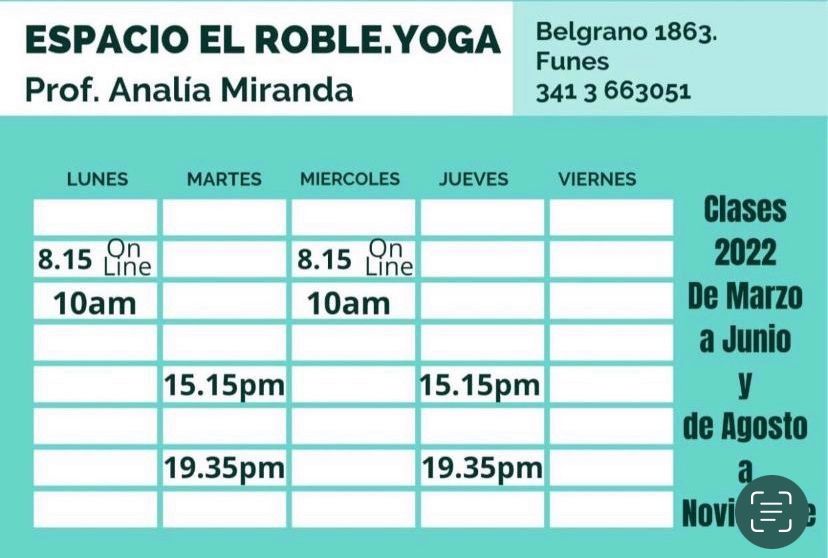 ESPACIO EL ROBLE.YOGA
Prof. Analía Miranda
Belgrano 1863.
Funes
341 3 663051
LUNES MARTES MIERCOLES JUEVES VIERNES
8.15 On Line 8.15 On Line
10am 10am
15.15pm 15.15pm
19.35pm 19.35pm
Clases
2022
De Marzo
a Junio
y
de Agosto
a